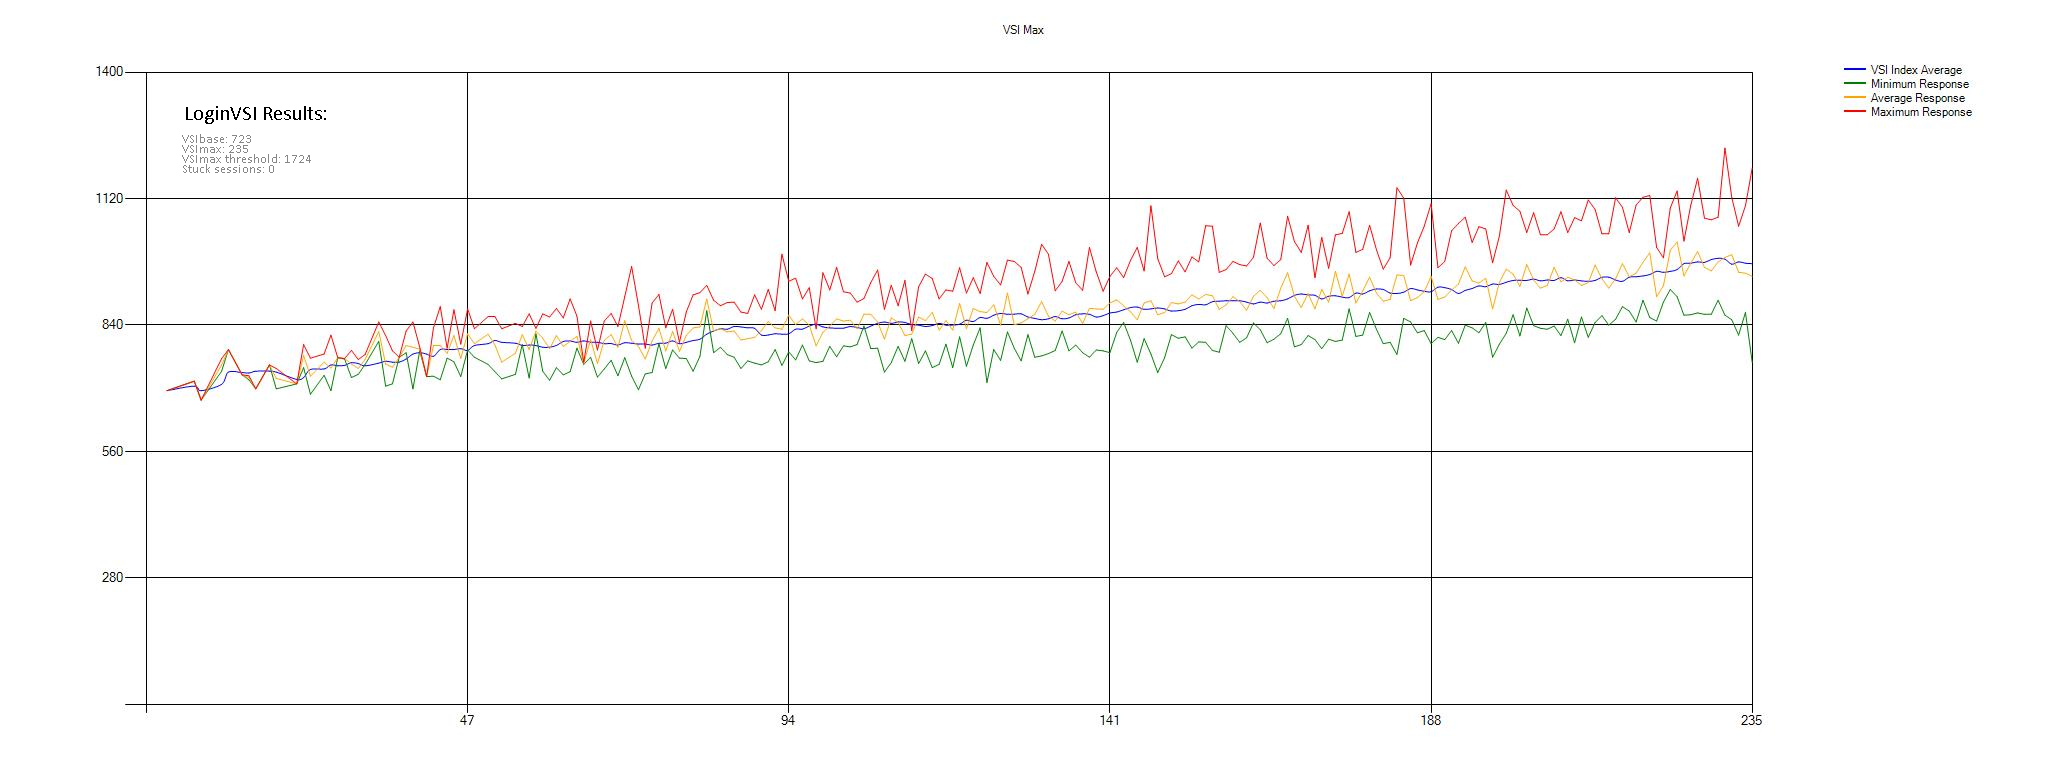 VSI Max
1400
1120
840
560
280
47
94
141
188
235
LoginVSI Results:
VSIbase: 723
VSImax: 235
VSImax threshold: 1724
Stuck sessions: 0
VSI Index Average
Minimum Response
Average Response
Maximum Response